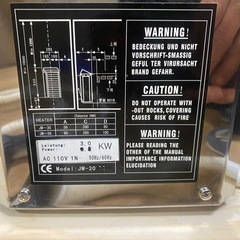 WARNING!
BEDECKUNG UND NICHT
VORSCHRIFT-SMASSIG
GEFUL TER VIRURSACHT
BRAND GEFAHR.
CAUTION!
DO NOT OPERATE WITH
-OUT ROCKS, COVERING
CAUSES RISK OF FIRE.
WARNING!
PLEASE READING THE
OTHER OF THE MANUAL
IMPORTANCE INFORMATION
ELUCIDATION
HEATER
A C D
Leistung:
Power:
3.0
KW
AC 110V 1N 50Hz/60Hz
CE Model: JM-30